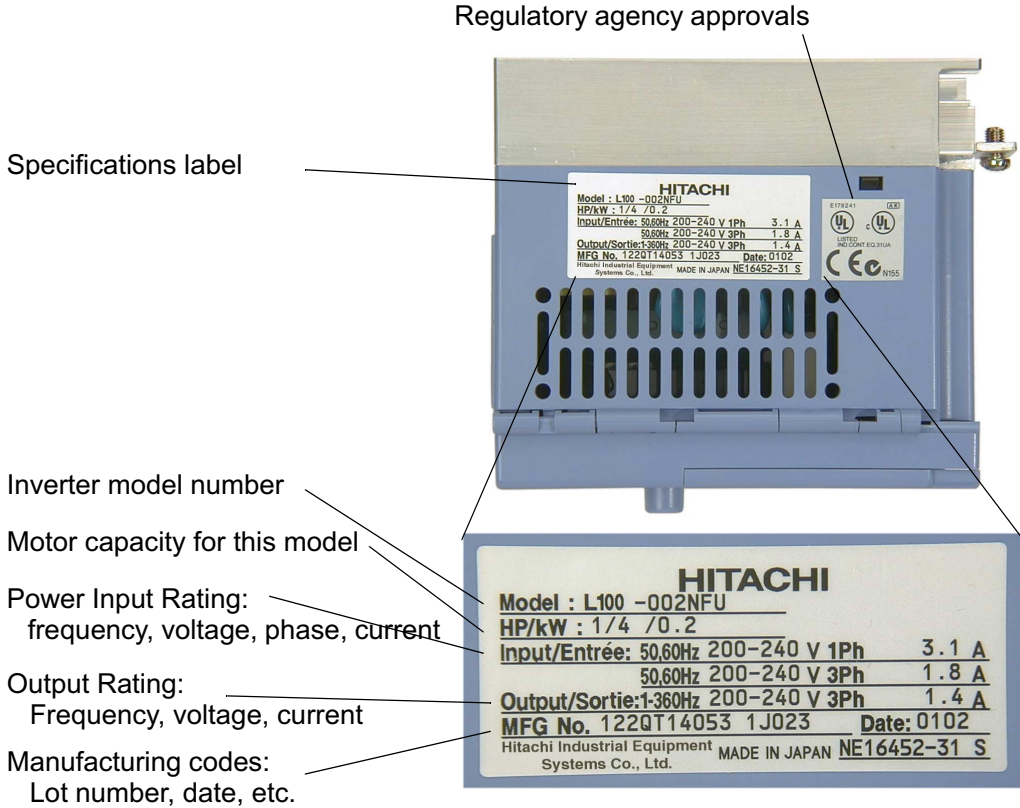 Regulatory agency approvals
Specifications label
HITACHI
Model : L100 -002NFU
HP/kW : 1/4 /0.2
Input/Entrée: 50,60Hz 200-240 V 1Ph 3.1 A
50,60Hz 200-240 V 3Ph 1.8 A
Output/Sortie:1-360Hz 200-240 V 3Ph 1.4 A
MFG No. 122QT14053 1J023 Date: 0102
Hitachi Industrial Equipment
Systems Co., Ltd. MADE IN JAPAN NE16452-31 S
E178241 AR
UL c UL
LISTED
IND.CONT.EQ.31UA
CE C N155
Inverter model number
Motor capacity for this model
Power Input Rating:
frequency, voltage, phase, current
Output Rating:
Frequency, voltage, current
Manufacturing codes:
Lot number, date, etc.
HITACHI
Model : L100 -002NFU
HP/kW : 1/4 /0.2
Input/Entrée: 50,60Hz 200-240 V 1Ph 3.1 A
50,60Hz 200-240 V 3Ph 1.8 A
Output/Sortie:1-360Hz 200-240 V 3Ph 1.4 A
MFG No. 122QT14053 1J023 Date: 0102
Hitachi Industrial Equipment
Systems Co., Ltd. MADE IN JAPAN NE16452-31 S